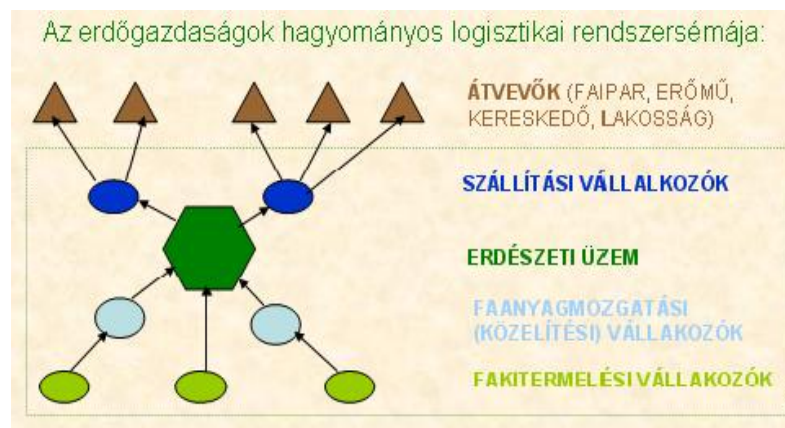 Az erdőgazdaságok hagyományos logisztikai rendszersémája:
ÁTVEVŐK (FAIPAR, ERŐMŰ,
KERESKEDŐ, LAKOSSÁG)
SZÁLLÍTÁSI VÁLLALKOZÓK
ERDÉSZETI ÜZEM
FAANYAGMOZGATÁSI
(KÖZELÍTÉSI) VÁLLAKOZÓK
FAKITERMELÉSI VÁLLAKOZÓK